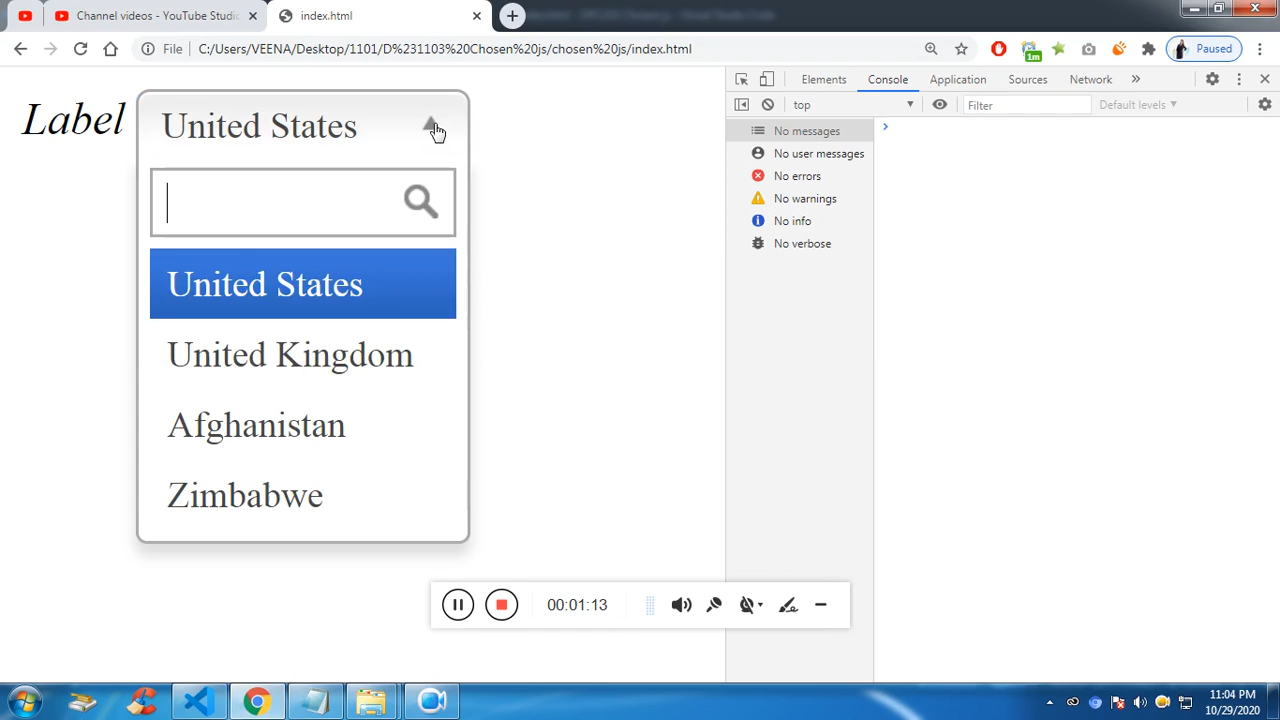 Channel videos - YouTube Studi
index.html
File
C:/Users/VEENA/Desktop/1101/D%231103%20Chosen%20js/chosen%20js/index.html
1m
Paused
Elements
Console
Application
Sources
Network
top
Filter
Default levels
Label
United States
United States
United Kingdom
Afghanistan
Zimbabwe
No messages
No user messages
No errors
No warnings
No info
No verbose
00:01:13
11:04 PM
10/29/2020